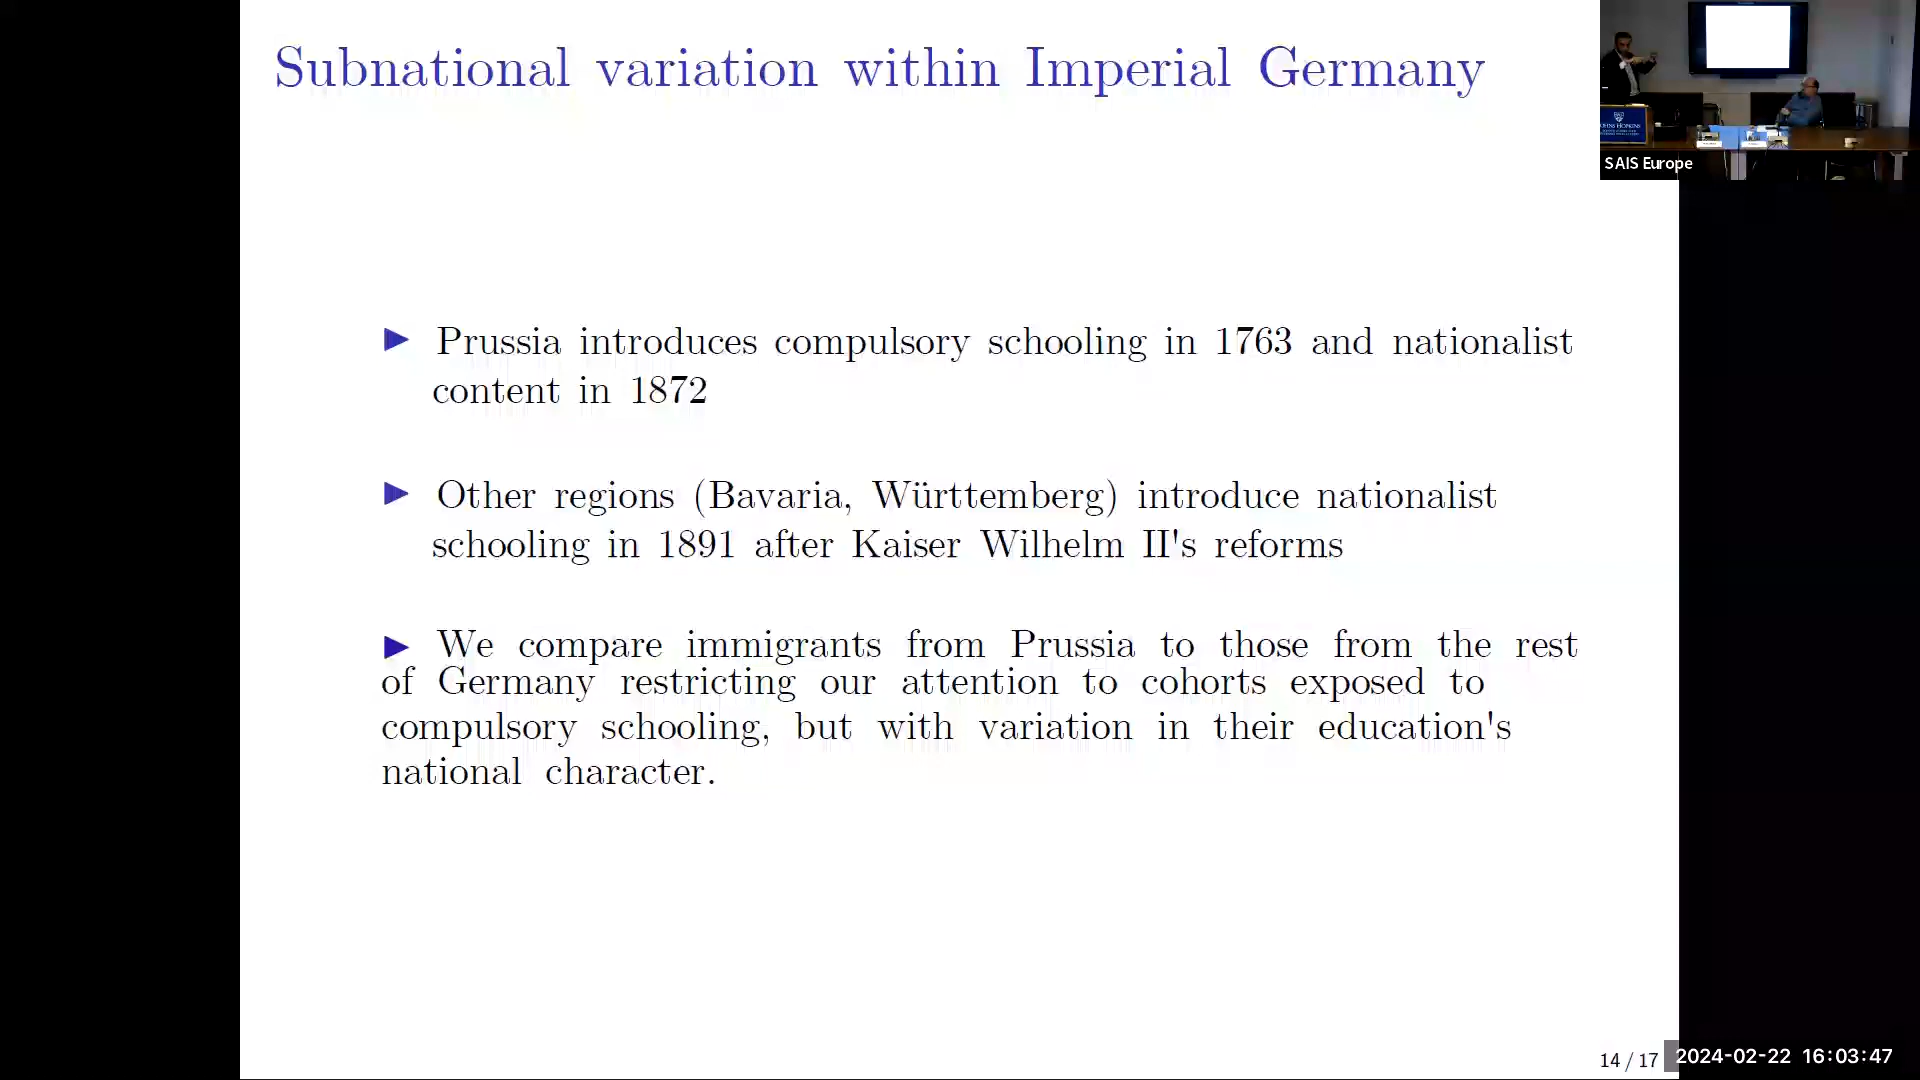 Subnational variation within Imperial Germany
▶ Prussia introduces compulsory schooling in 1763 and nationalist
content in 1872
▶ Other regions (Bavaria, Württemberg) introduce nationalist
schooling in 1891 after Kaiser Wilhelm II's reforms
▶ We compare immigrants from Prussia to those from the rest
of Germany restricting our attention to cohorts exposed to
compulsory schooling, but with variation in their education's
national character.
14 / 17
JOHNS HOPKINS
SAIS Europe
2024-02-22 16:03:47